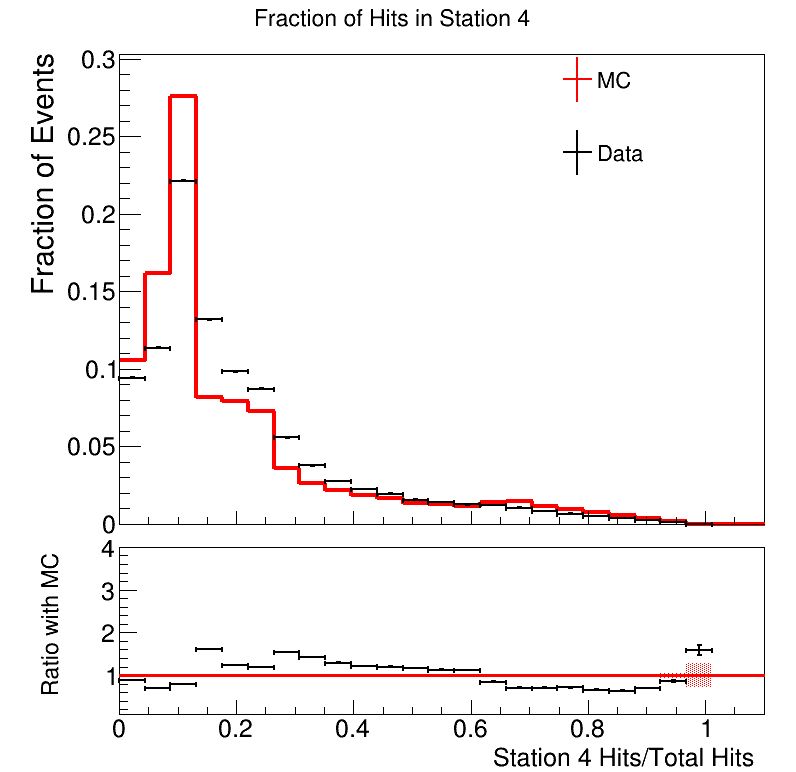 Fraction of Hits in Station 4
Fraction of Events
0.3
0.25
0.2
0.15
0.1
0.05
0
MC
Data
Ratio with MC
4
3
2
1
0
0.2
0.4
0.6
0.8
1
Station 4 Hits/Total Hits